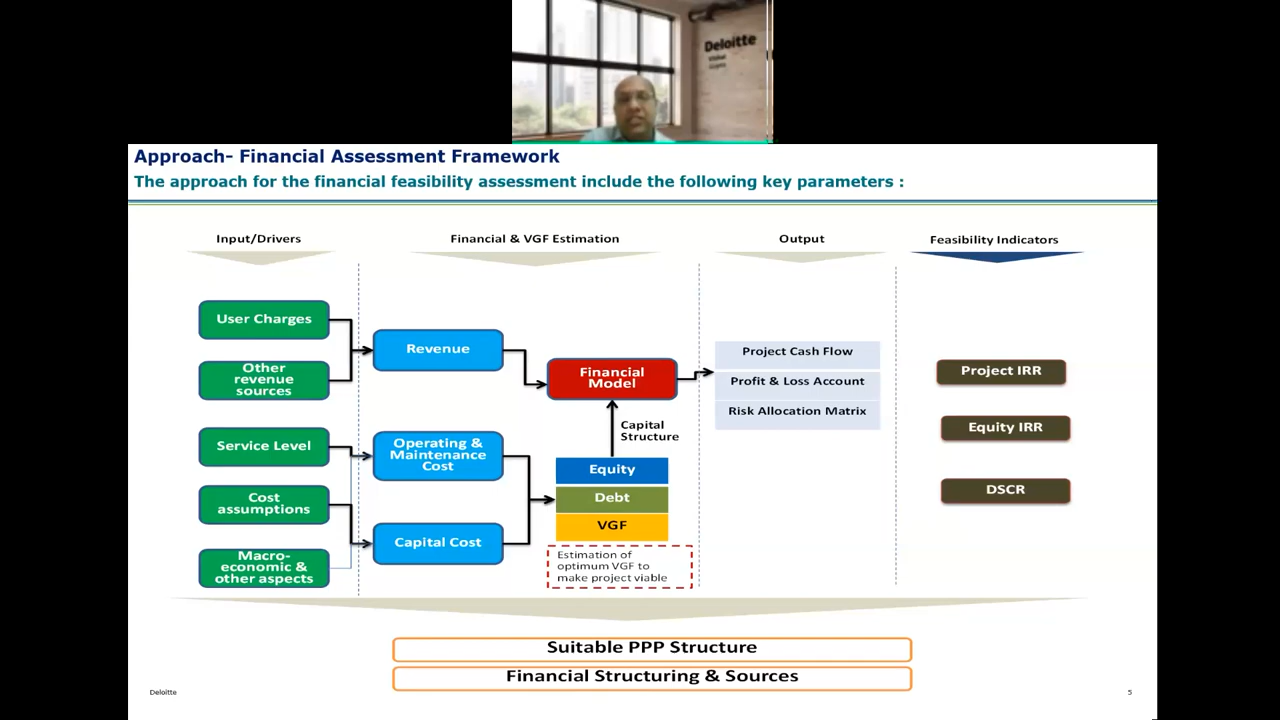 Deloitte
Approach- Financial Assessment Framework
The approach for the financial feasibility assessment include the following key parameters :
Input/Drivers
Financial & VGF Estimation
Output
Feasibility Indicators
User Charges
Other
revenue
sources
Service Level
Cost
assumptions
Macro-
economic &
other aspects
Revenue
Operating &
Maintenance
Cost
Capital Cost
Financial
Model
Capital
Structure
Equity
Debt
VGF
Estimation of
optimum VGF to
make project viable
Project Cash Flow
Profit & Loss Account
Risk Allocation Matrix
Project IRR
Equity IRR
DSCR
Suitable PPP Structure
Financial Structuring & Sources
Deloitte
5